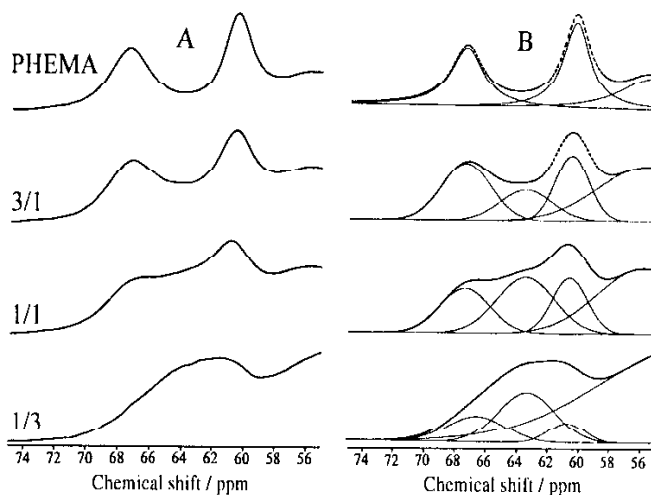 A
B
PHEMA
3/1
1/1
1/3
74 72 70 68 66 64 62 60 58 56
74 72 70 68 66 64 62 60 58 56
Chemical shift / ppm
Chemical shift / ppm